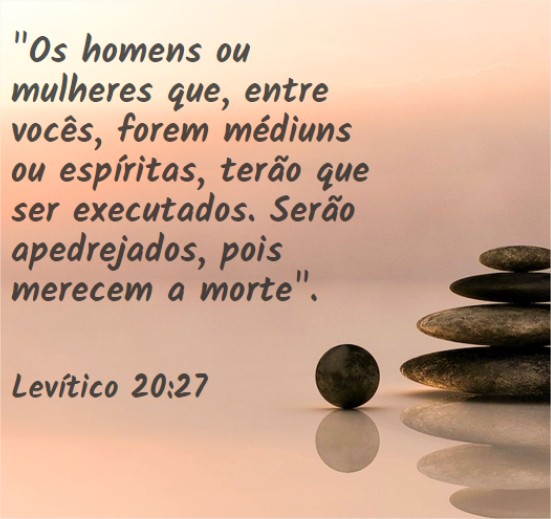 "Os homens ou
mulheres que, entre
vocês, forem médiuns
ou espíritas, terão que
ser executados. Serão
apedrejados, pois
merecem a morte".
Levítico 20:27